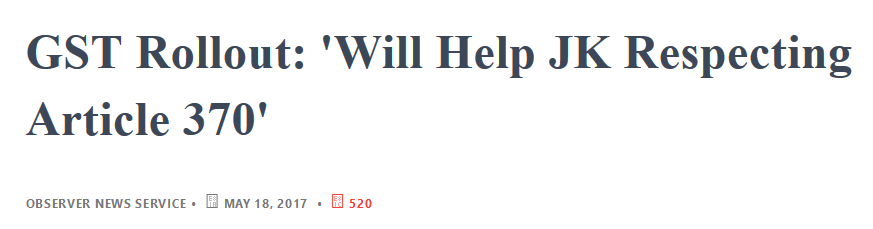 GST Rollout: 'Will Help JK Respecting
Article 370'
OBSERVER NEWS SERVICE • MAY 18, 2017 • 520